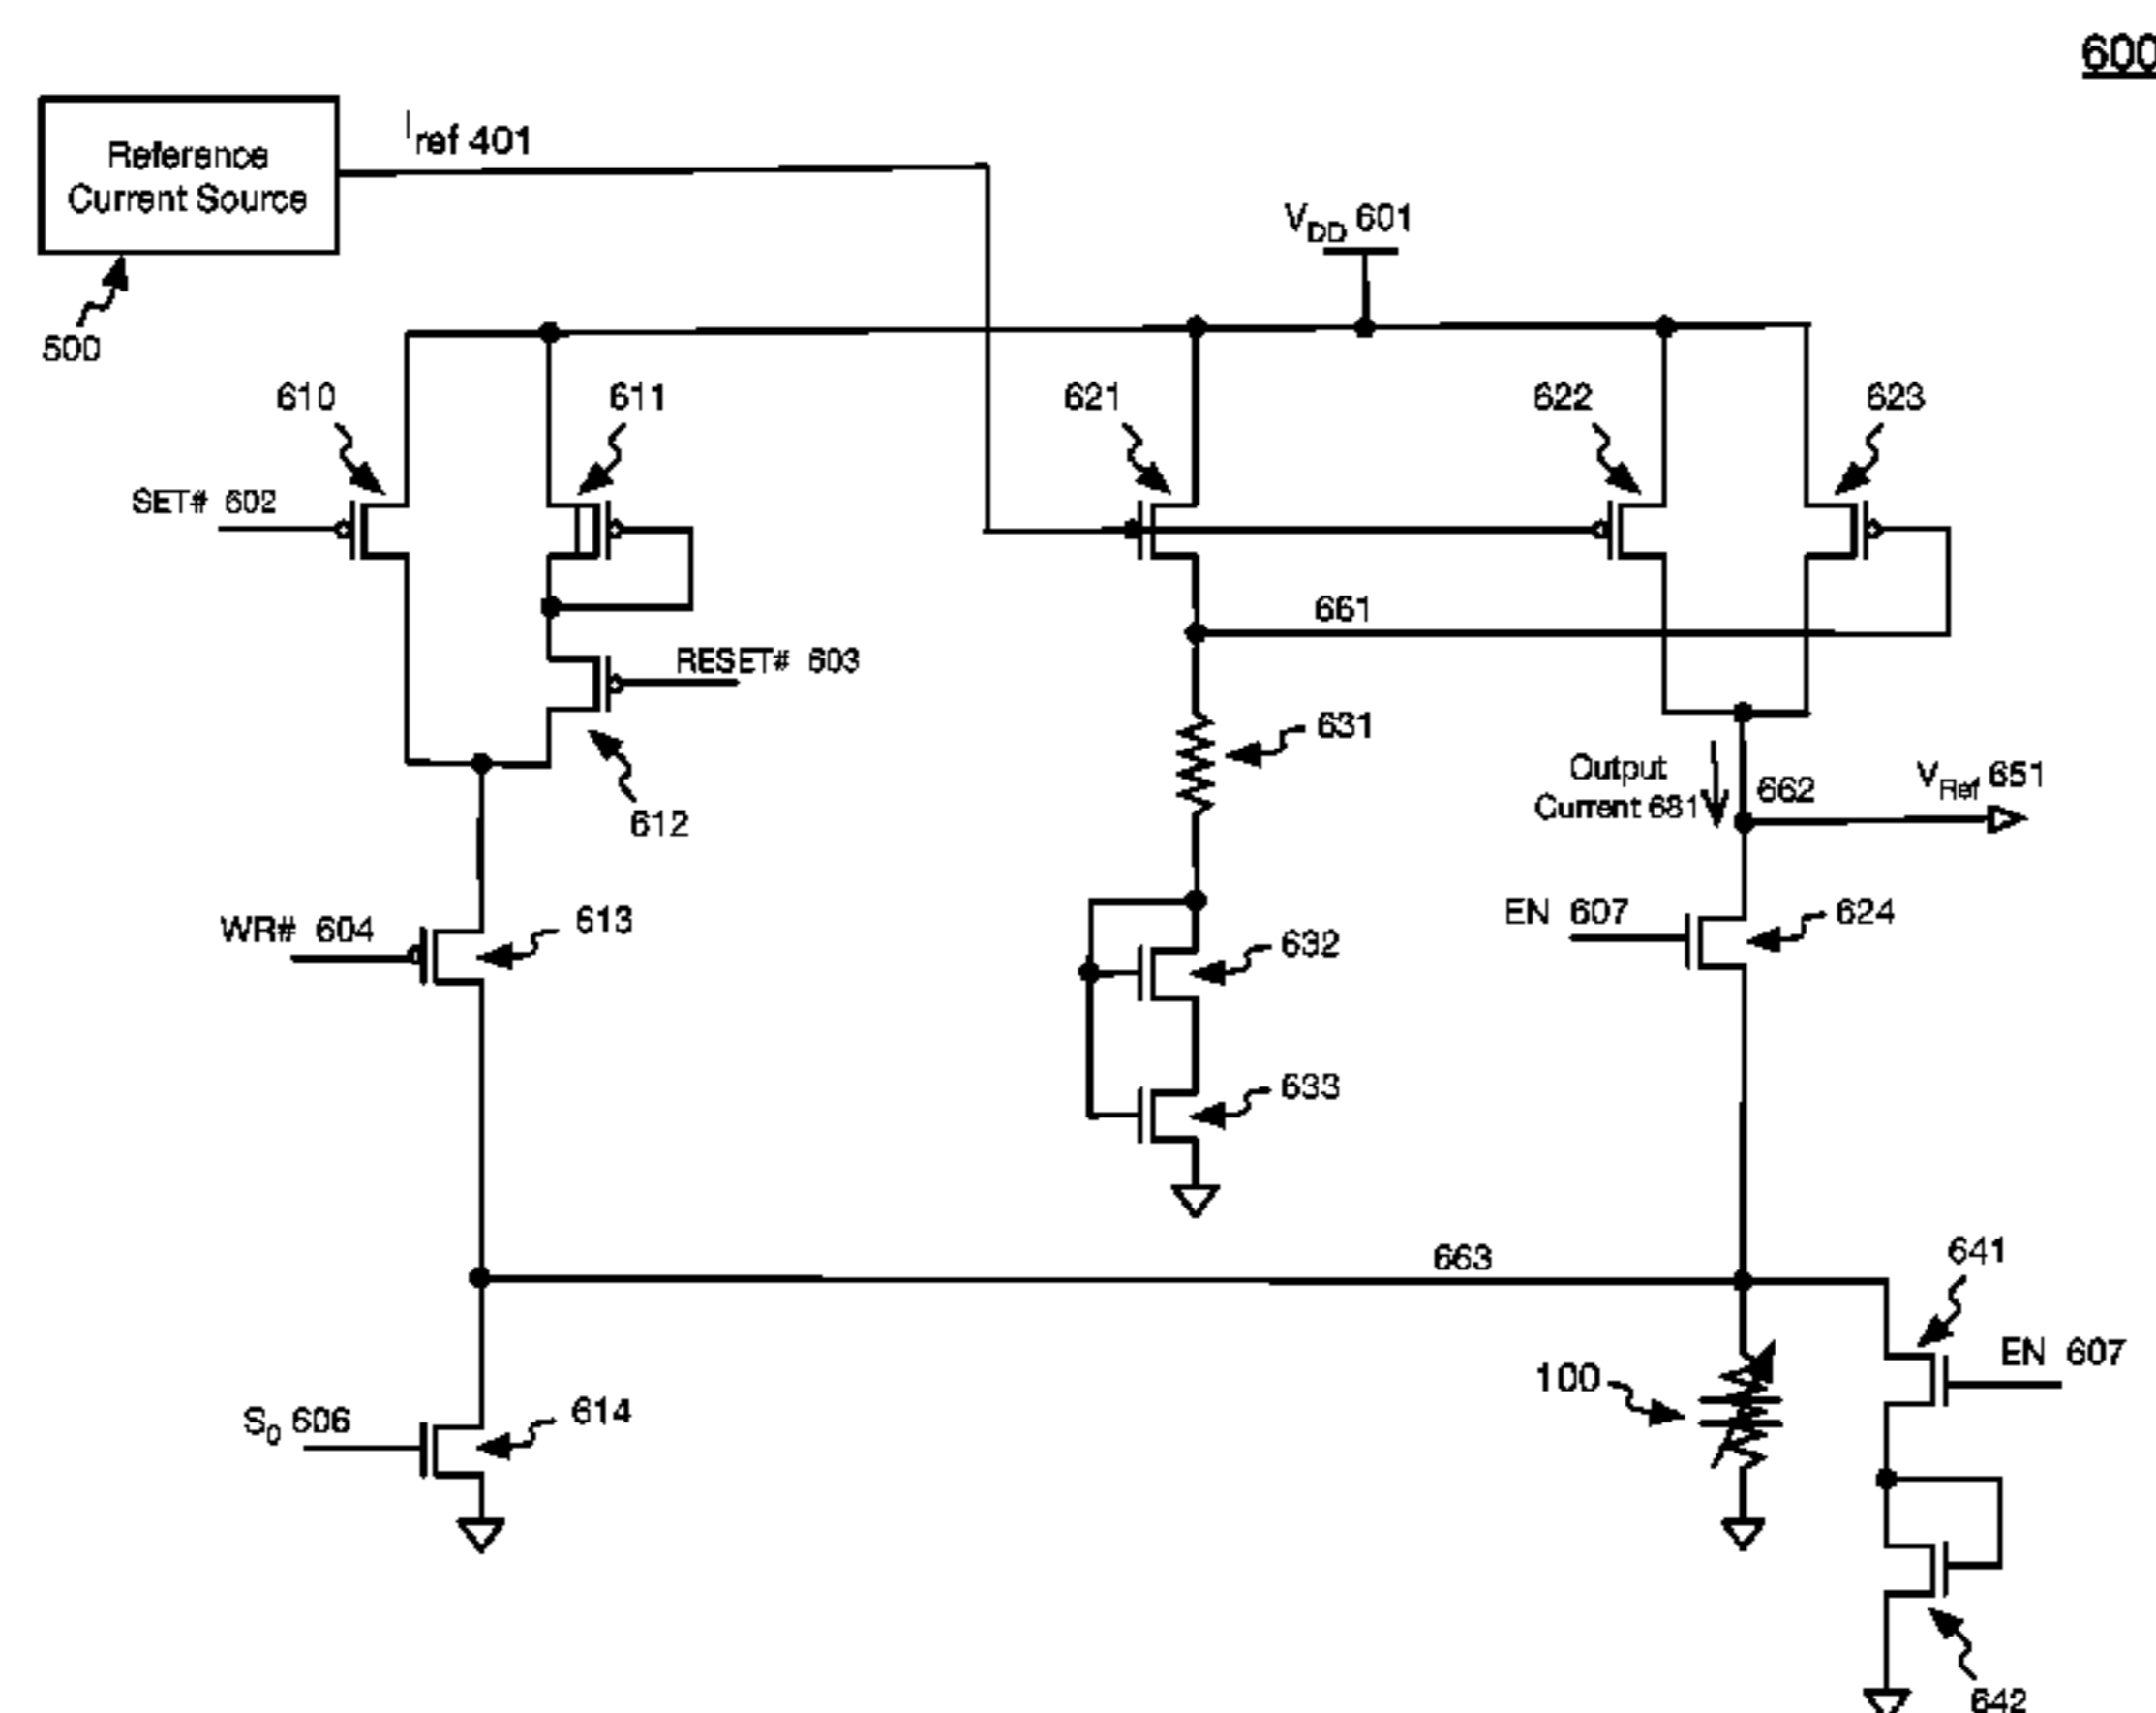 600
I ref 401
Reference
Current Source
500
VDD 601
610
611
621
622
623
SET# 602
661
RESET# 603
631
612
Output
Current 681
662
VRef 651
WR# 604
613
632
EN 607
624
633
663
641
100
EN 607
S0 606
614
642